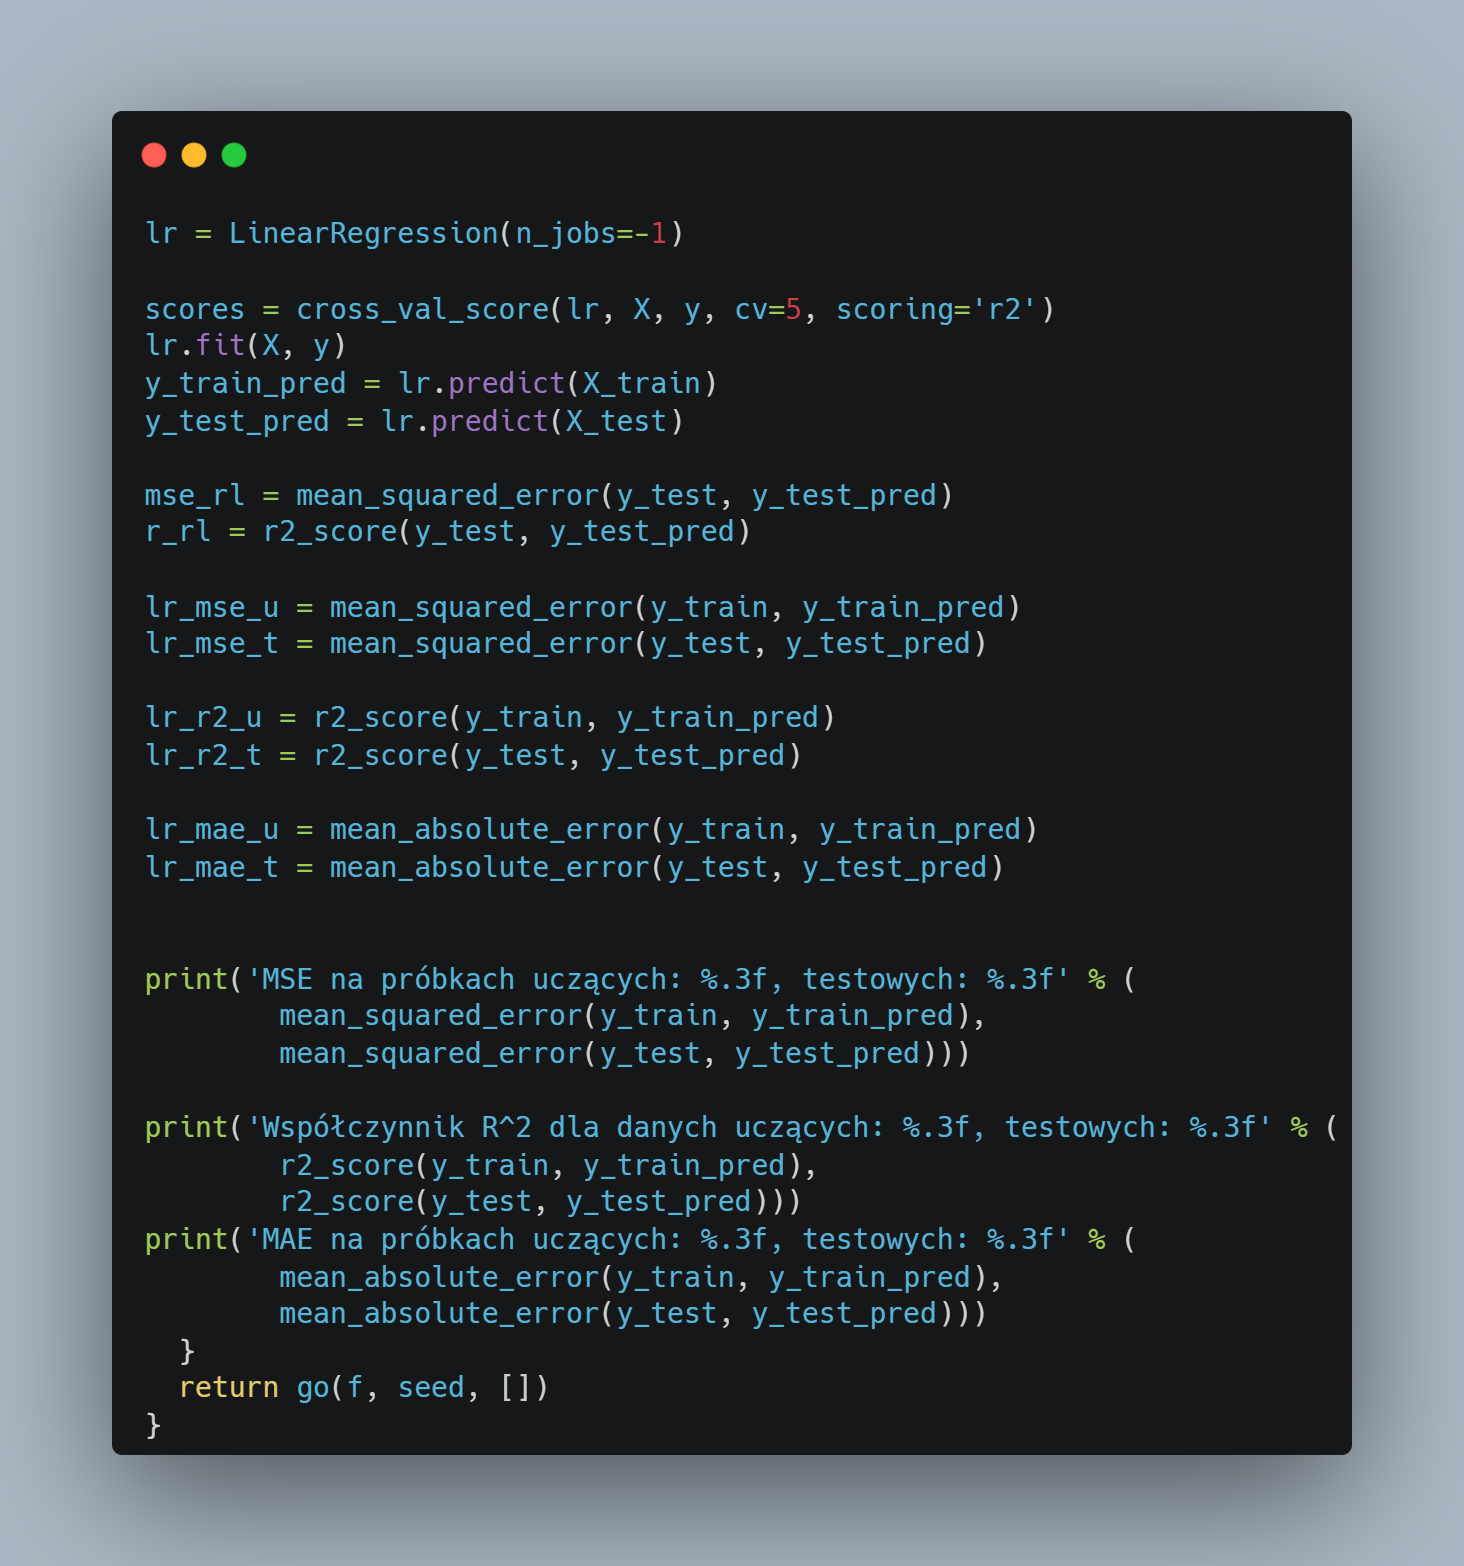 lr = LinearRegression(n_jobs=-1)
scores = cross_val_score(lr, X, y, cv=5, scoring='r2')
lr.fit(X, y)
y_train_pred = lr.predict(X_train)
y_test_pred = lr.predict(X_test)
mse_rl = mean_squared_error(y_test, y_test_pred)
r_rl = r2_score(y_test, y_test_pred)
lr_mse_u = mean_squared_error(y_train, y_train_pred)
lr_mse_t = mean_squared_error(y_test, y_test_pred)
lr_r2_u = r2_score(y_train, y_train_pred)
lr_r2_t = r2_score(y_test, y_test_pred)
lr_mae_u = mean_absolute_error(y_train, y_train_pred)
lr_mae_t = mean_absolute_error(y_test, y_test_pred)
print('MSE na próbkach uczących: %.3f, testowych: %.3f' % (
        mean_squared_error(y_train, y_train_pred),
        mean_squared_error(y_test, y_test_pred)))
print('Współczynnik R^2 dla danych uczących: %.3f, testowych: %.3f' % (
        r2_score(y_train, y_train_pred),
        r2_score(y_test, y_test_pred)))
print('MAE na próbkach uczących: %.3f, testowych: %.3f' % (
        mean_absolute_error(y_train, y_train_pred),
        mean_absolute_error(y_test, y_test_pred)))
  }
  return go(f, seed, [])
}